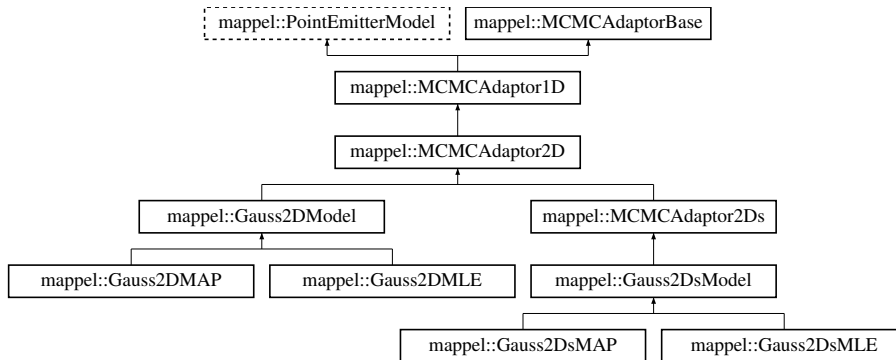 mappel::PointEmitterModel mappel::MCMCAdaptorBase
mappel::MCMCAdaptor1D
mappel::MCMCAdaptor2D
mappel::Gauss2DModel mappel::MCMCAdaptor2Ds
mappel::Gauss2DMAP mappel::Gauss2DMLE mappel::Gauss2DsModel
mappel::Gauss2DsMAP mappel::Gauss2DsMLE